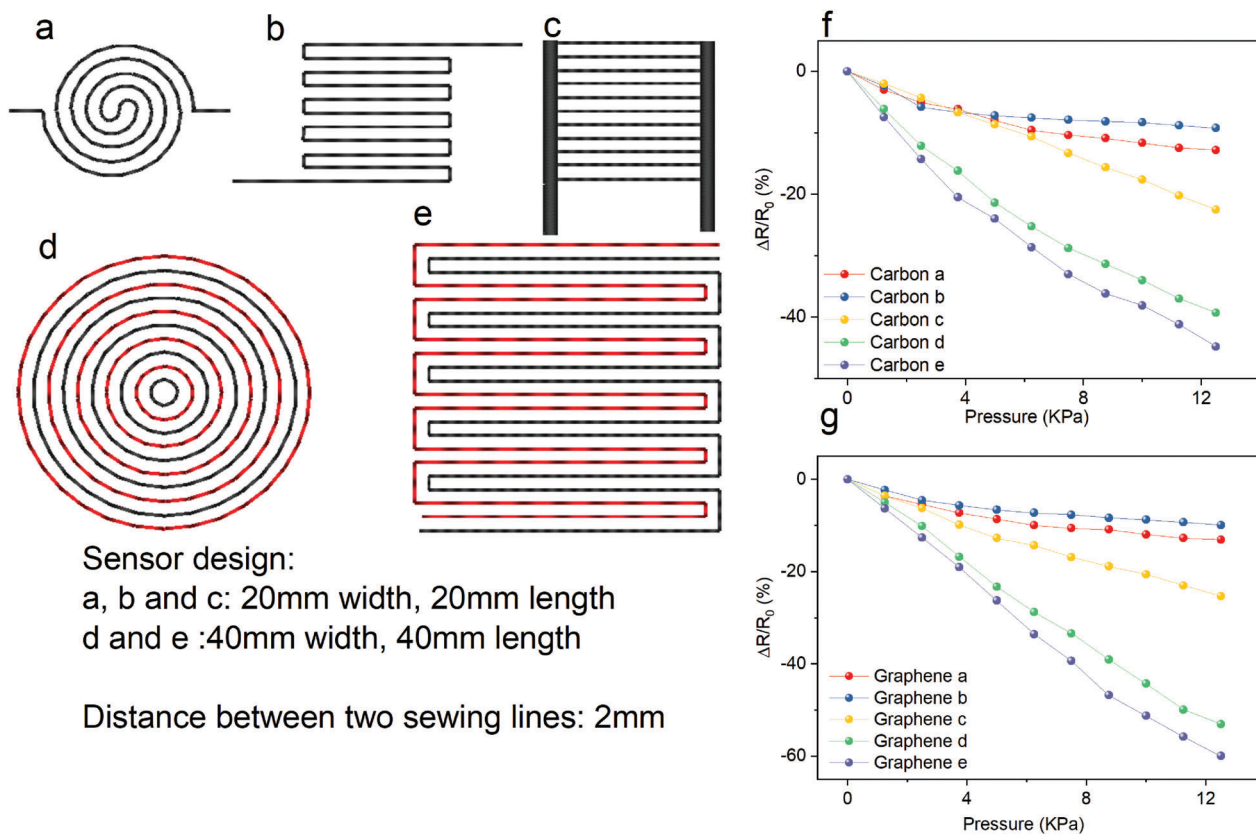 a
b
c
d
e
Sensor design:
a, b and c: 20mm width, 20mm length
d and e :40mm width, 40mm length
Distance between two sewing lines: 2mm
f
0
-20
-40
ΔR/R0 (%)
Carbon a
Carbon b
Carbon c
Carbon d
Carbon e
0 4 8 12
Pressure (KPa)
g
0
-20
-40
-60
ΔR/R0 (%)
Graphene a
Graphene b
Graphene c
Graphene d
Graphene e
0 4 8 12
Pressure (KPa)